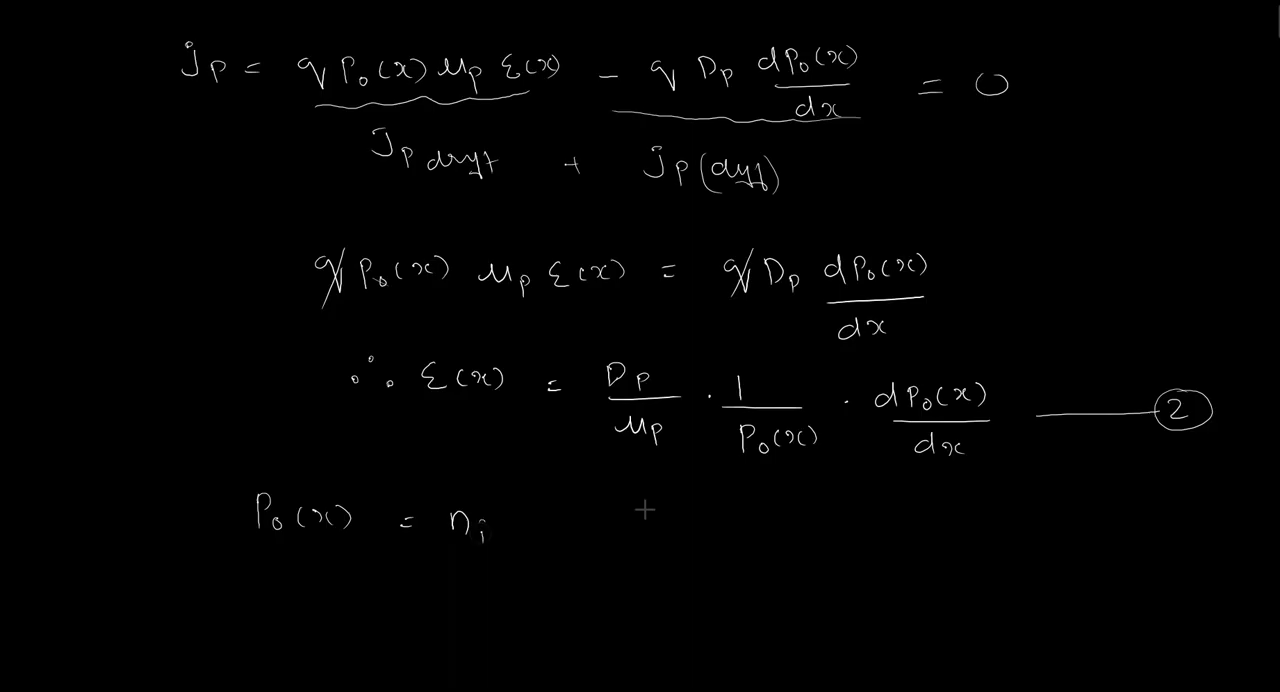 Jp = q P₀(x) μp ξ(x) − q Dp dP₀(x)/dx = 0
Jp drift + Jp(diff)
q P₀(x) μp ξ(x) = q Dp dP₀(x)/dx
∴ ξ(x) = Dp/μp · 1/P₀(x) · dP₀(x)/dx —— 2
P₀(x) = nᵢ